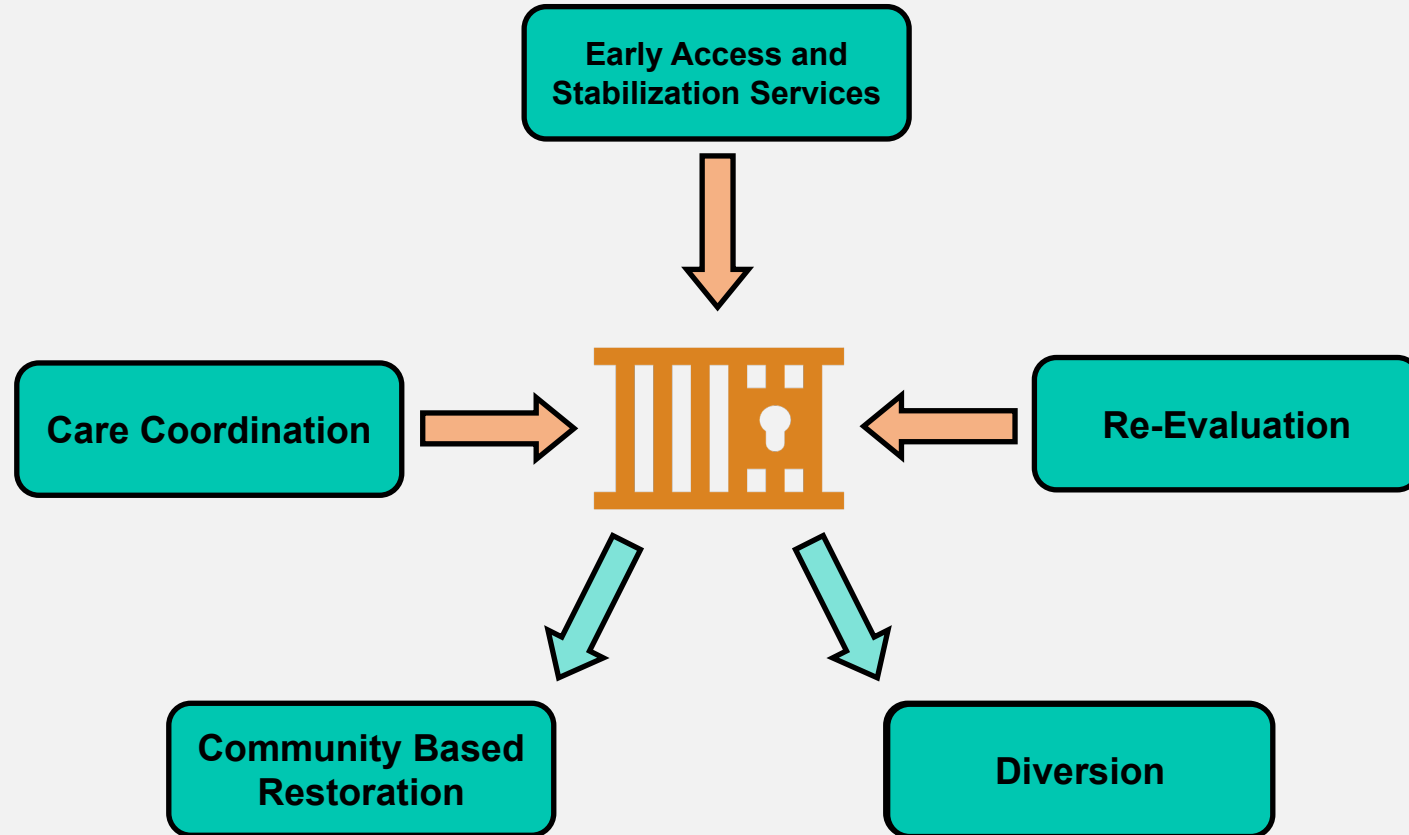 Early Access and
Stabilization Services
Care Coordination
Re-Evaluation
Community Based
Restoration
Diversion